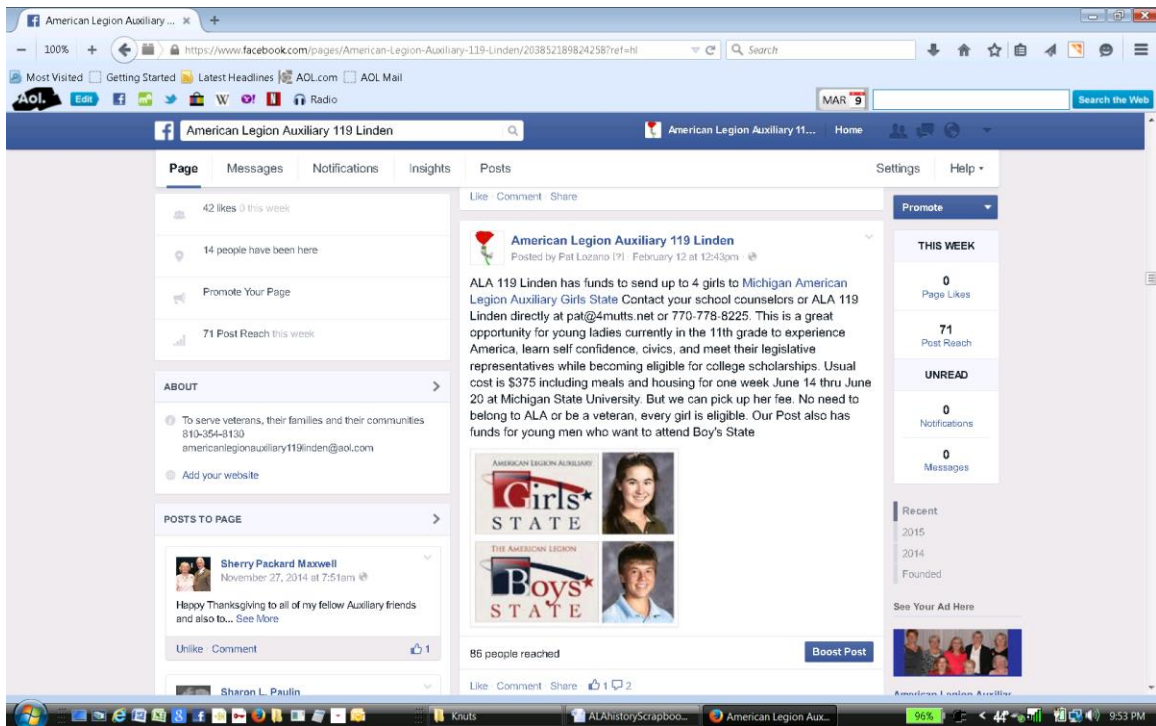 American Legion Auxiliary ... × +
100% +
https://www.facebook.com/pages/American-Legion-Auxiliary-119-Linden/203852189824258?ref=hl
Search
Most Visited Getting Started Latest Headlines AOL.com AOL Mail
Aol. Edit Radio
MAR 9 Search the Web
American Legion Auxiliary 119 Linden
American Legion Auxiliary 11... Home
Page Messages Notifications Insights Posts Settings Help
42 likes 0 this week
14 people have been here
Promote Your Page
71 Post Reach this week
ABOUT
To serve veterans, their families and their communities
810-354-8130
americanlegionauxiliary119linden@aol.com
Add your website
POSTS TO PAGE
Sherry Packard Maxwell
November 27, 2014 at 7:51am
Happy Thanksgiving to all of my fellow Auxiliary friends
and also to... See More
Unlike · Comment 1
Sharon L. Paulin
Like · Comment · Share
American Legion Auxiliary 119 Linden
Posted by Pat Lozano [?] · February 12 at 12:43pm ·
ALA 119 Linden has funds to send up to 4 girls to Michigan American
Legion Auxiliary Girls State Contact your school counselors or ALA 119
Linden directly at pat@4mutts.net or 770-778-8225. This is a great
opportunity for young ladies currently in the 11th grade to experience
America, learn self confidence, civics, and meet their legislative
representatives while becoming eligible for college scholarships. Usual
cost is $375 including meals and housing for one week June 14 thru June
20 at Michigan State University. But we can pick up her fee. No need to
belong to ALA or be a veteran, every girl is eligible. Our Post also has
funds for young men who want to attend Boy's State
AMERICAN LEGION AUXILIARY
Girls
STATE
THE AMERICAN LEGION
Boys
STATE
86 people reached
Boost Post
Like · Comment · Share · 1 2
Promote
THIS WEEK
0
Page Likes
71
Post Reach
UNREAD
0
Notifications
0
Messages
Recent
2015
2014
Founded
See Your Ad Here
American Legion Auxiliar
Knuts
ALAhistoryScrapboo...
American Legion Aux...
96%
9:53 PM